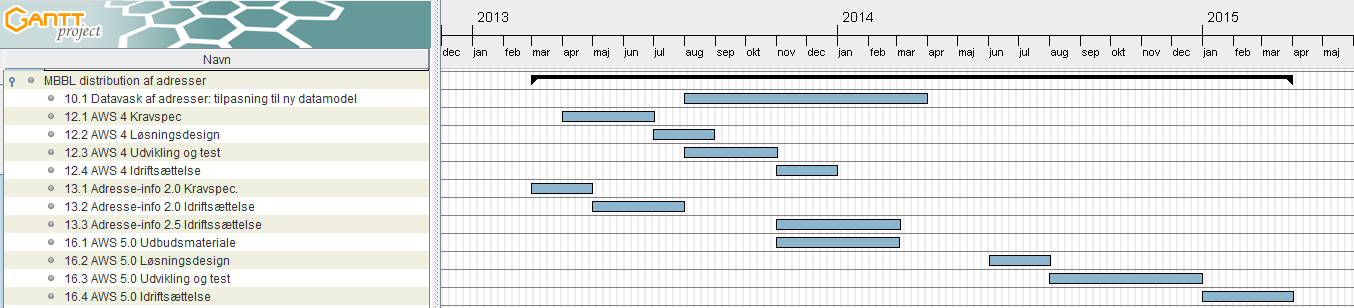 GANTT
project
2013 2014 2015
dec jan feb mar apr maj jun jul aug sep okt nov dec jan feb mar apr maj jun jul aug sep okt nov dec jan feb mar apr maj
Navn
MBBL distribution af adresser
10.1 Datavask af adresser: tilpasning til ny datamodel
12.1 AWS 4 Kravspec
12.2 AWS 4 Løsningsdesign
12.3 AWS 4 Udvikling og test
12.4 AWS 4 Idriftsættelse
13.1 Adresse-info 2.0 Kravspec.
13.2 Adresse-info 2.0 Idriftsættelse
13.3 Adresse-info 2.5 Idriftssættelse
16.1 AWS 5.0 Udbudsmateriale
16.2 AWS 5.0 Løsningsdesign
16.3 AWS 5.0 Udvikling og test
16.4 AWS 5.0 Idriftsættelse